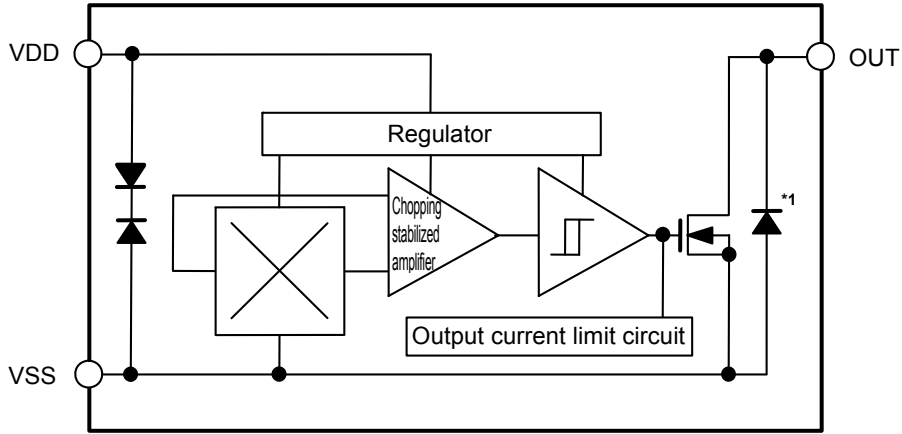 VDD
OUT
Regulator
Chopping
stabilized
amplifier
*1
Output current limit circuit
VSS